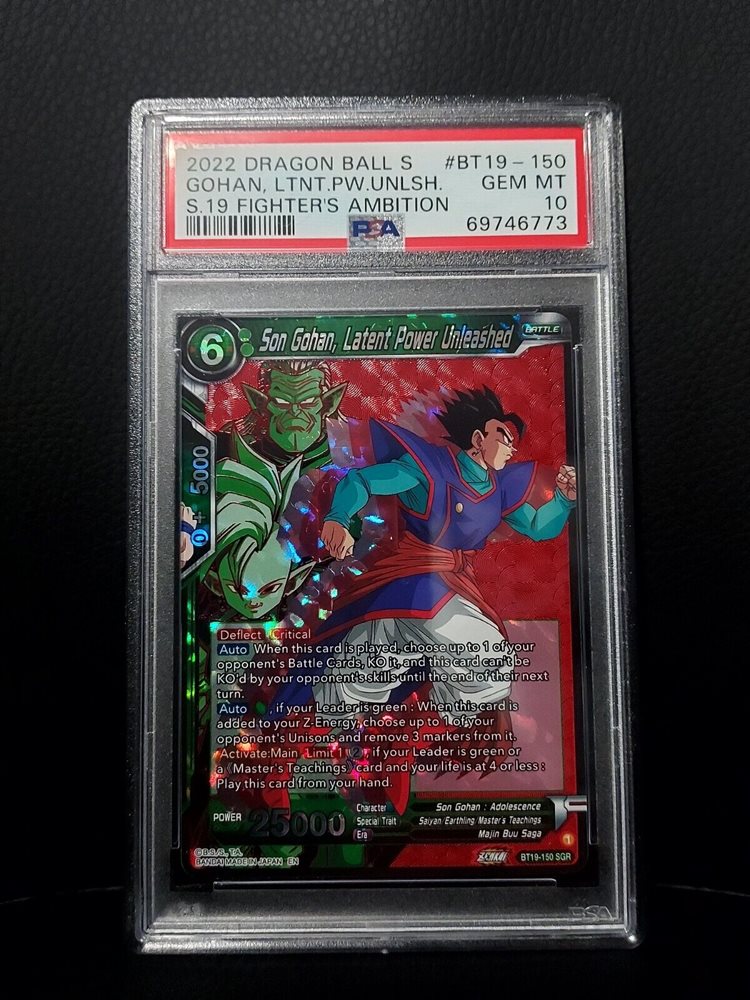 2022 DRAGON BALL S #BT19-150
GOHAN, LTNT.PW.UNLSH. GEM MT
S.19 FIGHTER'S AMBITION 10
PSA 69746773
6 Son Gohan, Latent Power Unleashed BATTLE
+ 5000
Deflect Critical
Auto When this card is played, choose up to 1 of your
opponent's Battle Cards, KO it, and this card can't be
KO'd by your opponent's skills until the end of their next
turn.
Auto , if your Leader is green : When this card is
added to your Z-Energy, choose up to 1 of your
opponent's Unisons and remove 3 markers from it.
Activate:Main Limit 1 2, if your Leader is green or
a 《Master's Teachings》 card and your life is at 4 or less :
Play this card from your hand.
POWER 25000
Character Son Gohan : Adolescence
Special Trait Saiyan/Earthling/Master's Teachings
Era Majin Buu Saga
©B.S./S., T.A.
BANDAI MADE IN JAPAN EN
1
BT19-150 SGR
PSA